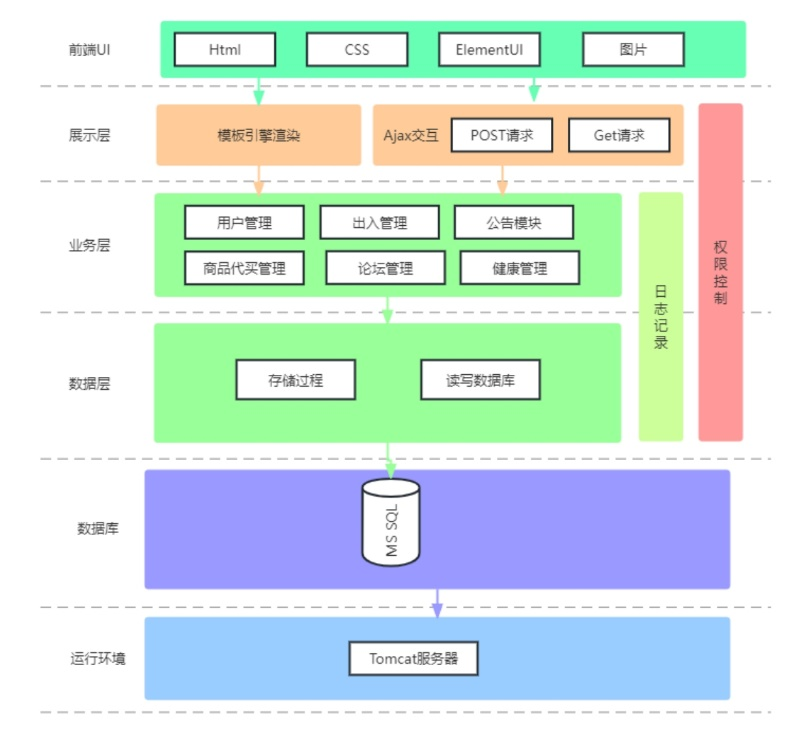 前端UI
Html
CSS
ElementUI
图片
展示层
模板引擎渲染
Ajax交互
POST请求
Get请求
业务层
用户管理
出入管理
公告模块
商品代买管理
论坛管理
健康管理
日志记录
权限控制
数据层
存储过程
读写数据库
数据库
MS SQL
运行环境
Tomcat服务器